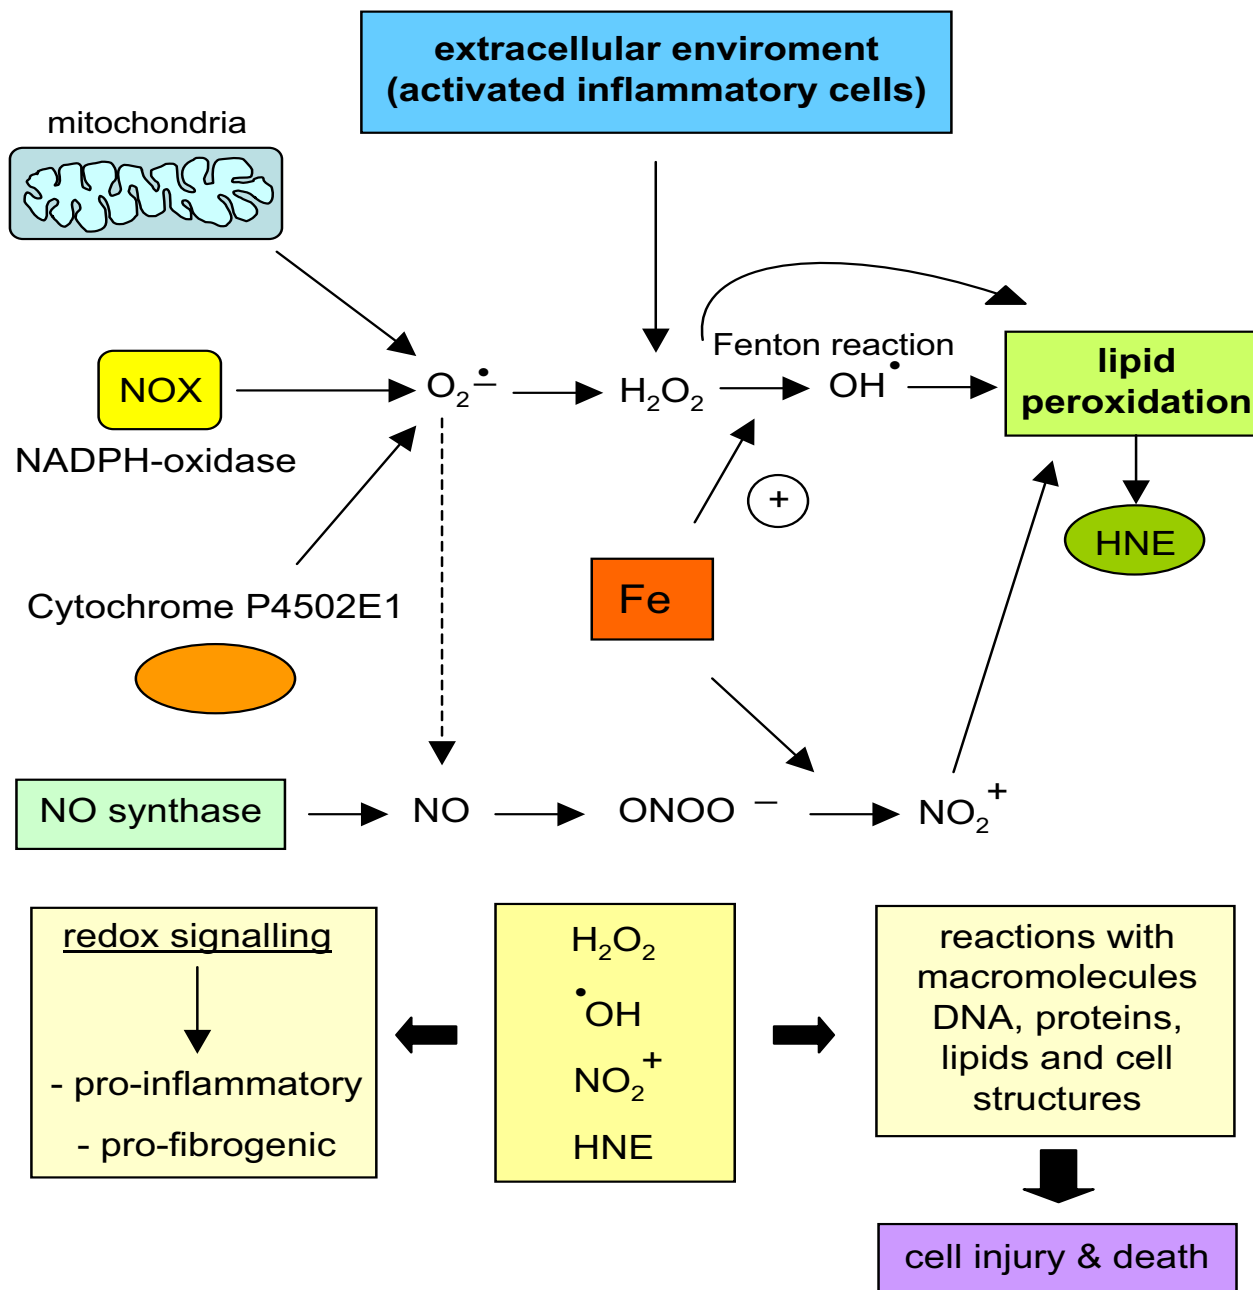 extracellular enviroment
(activated inflammatory cells)
mitochondria
Fenton reaction
NOX
O₂•–
H₂O₂
OH•
lipid
peroxidation
NADPH-oxidase
+
HNE
Cytochrome P4502E1
Fe
NO synthase
NO
ONOO –
NO₂⁺
redox signalling
- pro-inflammatory
- pro-fibrogenic
H₂O₂
•OH
NO₂⁺
HNE
reactions with
macromolecules
DNA, proteins,
lipids and cell
structures
cell injury & death